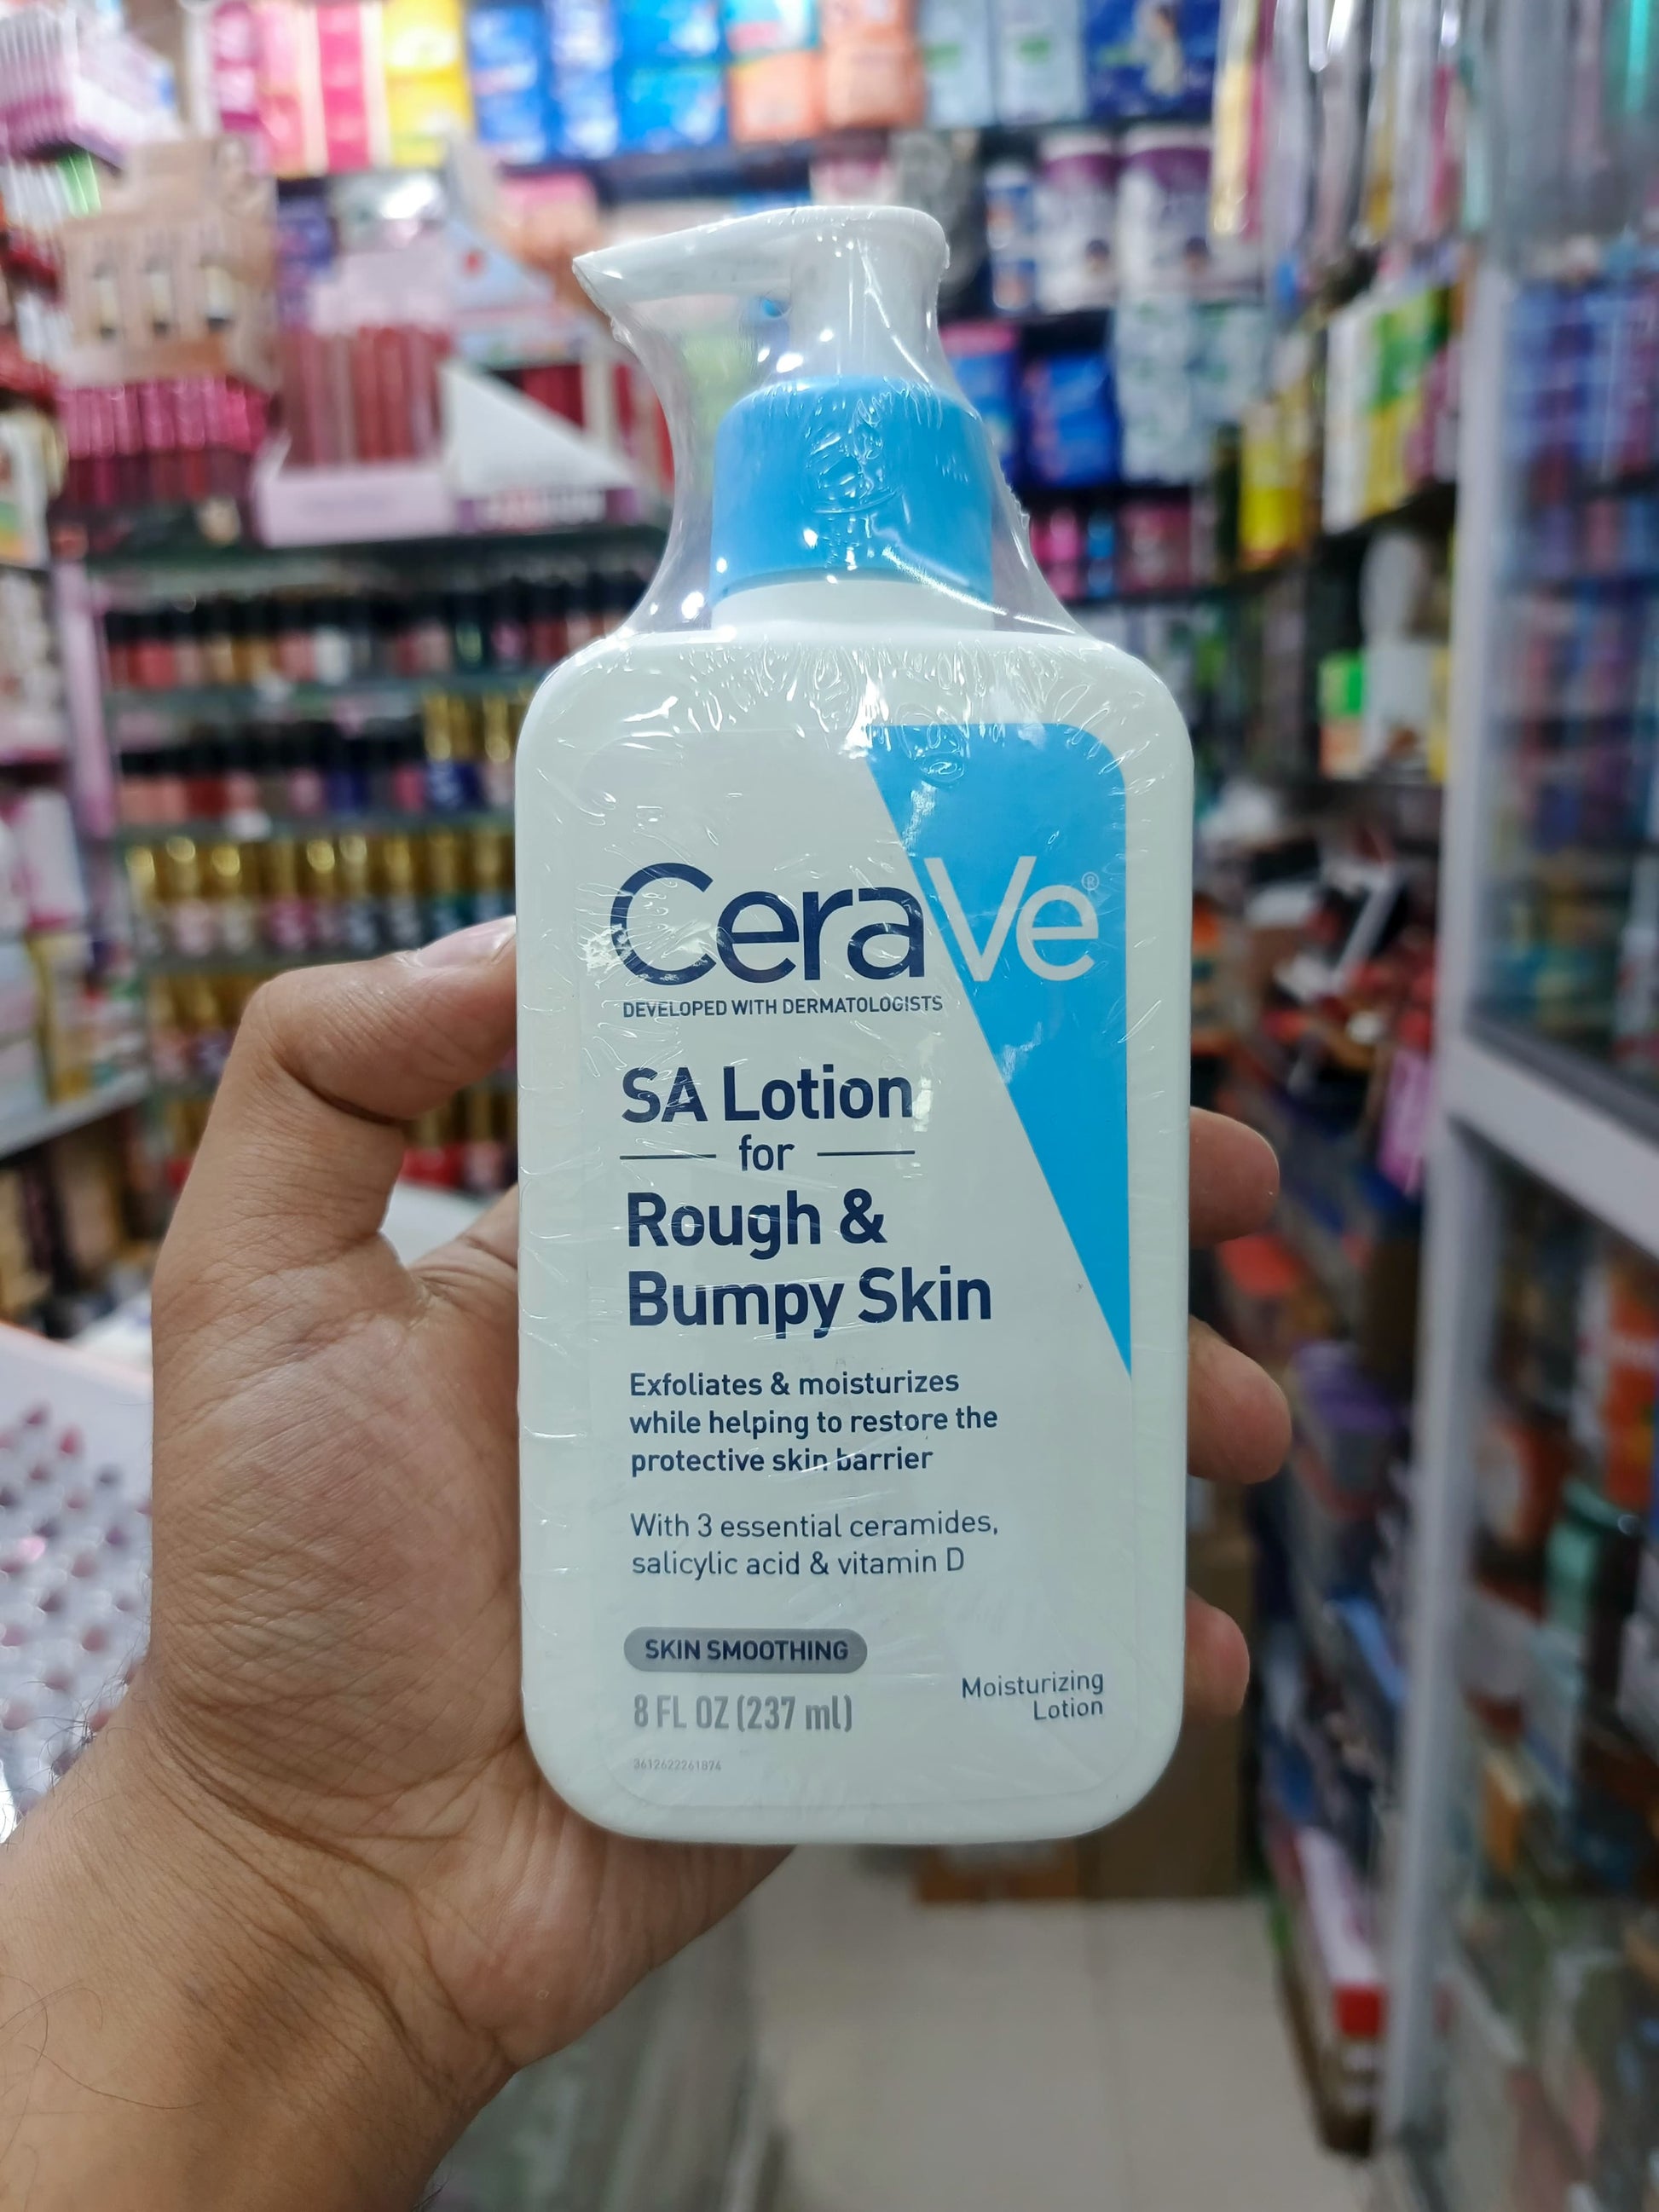 CeraVe®
DEVELOPED WITH DERMATOLOGISTS
SA Lotion
for
Rough &
Bumpy Skin
Exfoliates & moisturizes
while helping to restore the
protective skin barrier
With 3 essential ceramides,
salicylic acid & vitamin D
SKIN SMOOTHING
8 FL OZ (237 ml)
Moisturizing
Lotion
3612622261874